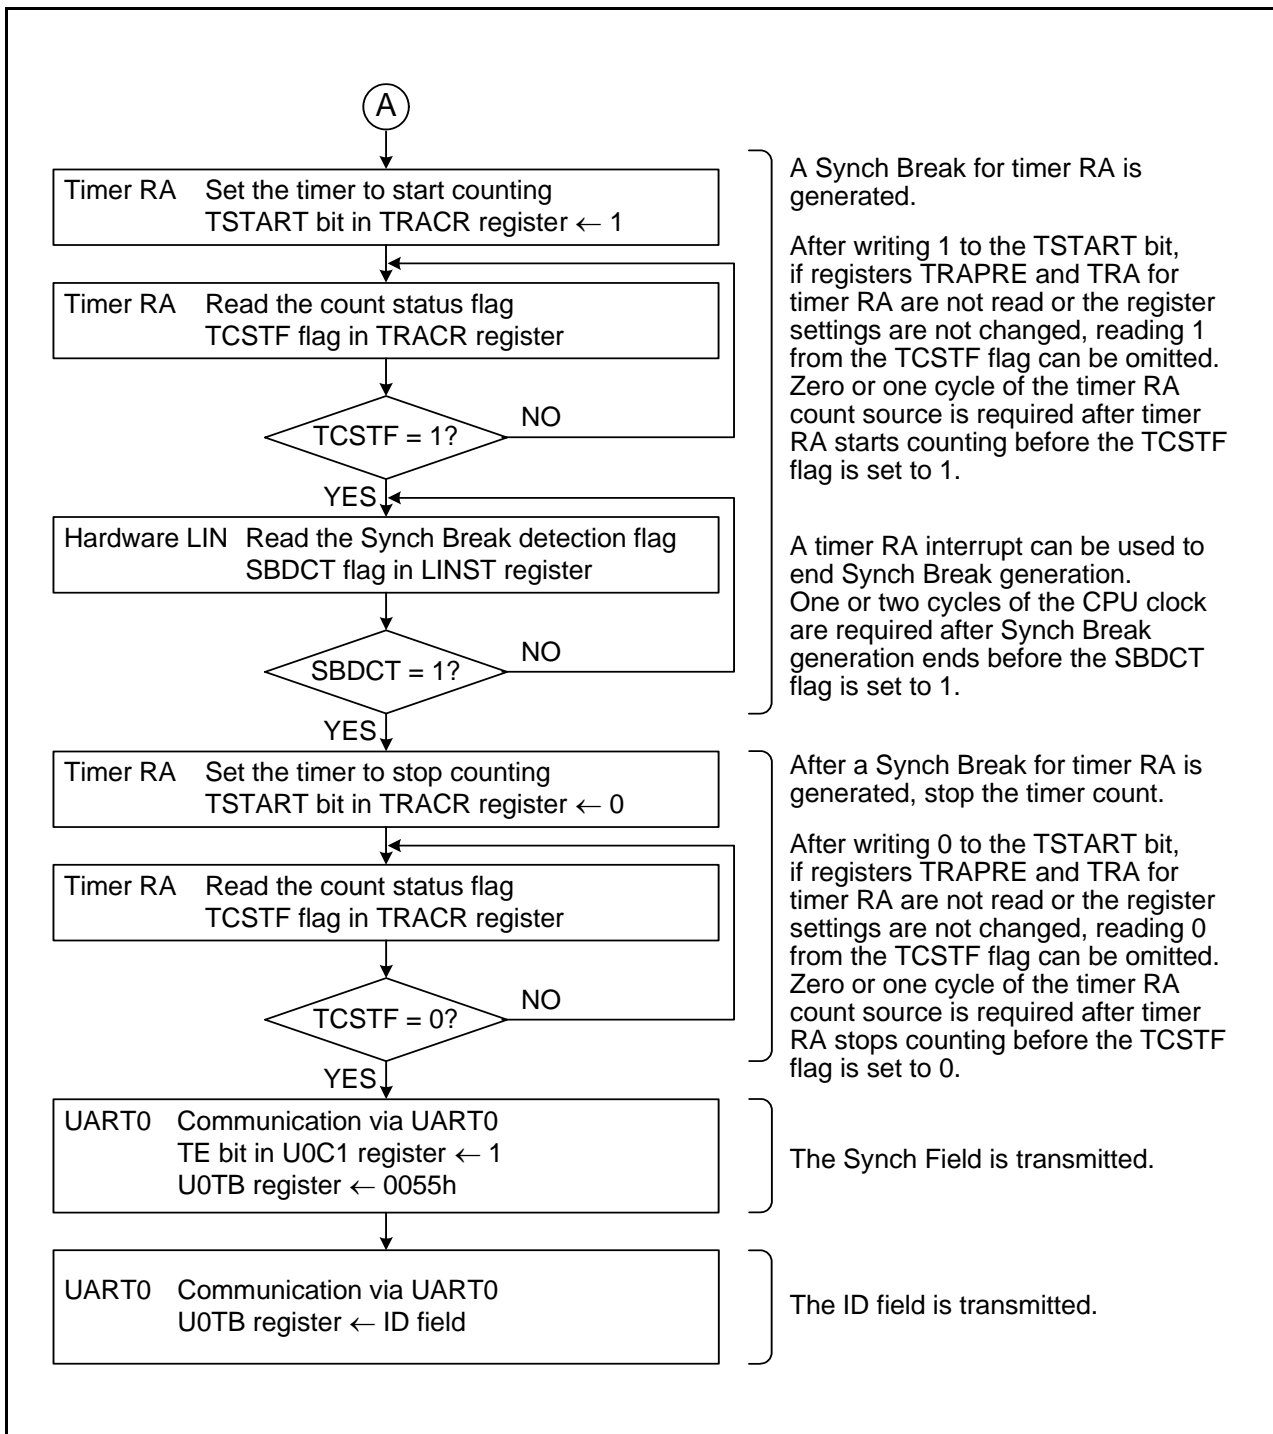 A
Timer RA Set the timer to start counting
TSTART bit in TRACR register ← 1
Timer RA Read the count status flag
TCSTF flag in TRACR register
TCSTF = 1?
NO
YES
Hardware LIN Read the Synch Break detection flag
SBDCT flag in LINST register
SBDCT = 1?
NO
YES
A Synch Break for timer RA is
generated.
After writing 1 to the TSTART bit,
if registers TRAPRE and TRA for
timer RA are not read or the register
settings are not changed, reading 1
from the TCSTF flag can be omitted.
Zero or one cycle of the timer RA
count source is required after timer
RA starts counting before the TCSTF
flag is set to 1.
A timer RA interrupt can be used to
end Synch Break generation.
One or two cycles of the CPU clock
are required after Synch Break
generation ends before the SBDCT
flag is set to 1.
Timer RA Set the timer to stop counting
TSTART bit in TRACR register ← 0
Timer RA Read the count status flag
TCSTF flag in TRACR register
TCSTF = 0?
NO
YES
After a Synch Break for timer RA is
generated, stop the timer count.
After writing 0 to the TSTART bit,
if registers TRAPRE and TRA for
timer RA are not read or the register
settings are not changed, reading 0
from the TCSTF flag can be omitted.
Zero or one cycle of the timer RA
count source is required after timer
RA stops counting before the TCSTF
flag is set to 0.
UART0 Communication via UART0
TE bit in U0C1 register ← 1
U0TB register ← 0055h
The Synch Field is transmitted.
UART0 Communication via UART0
U0TB register ← ID field
The ID field is transmitted.